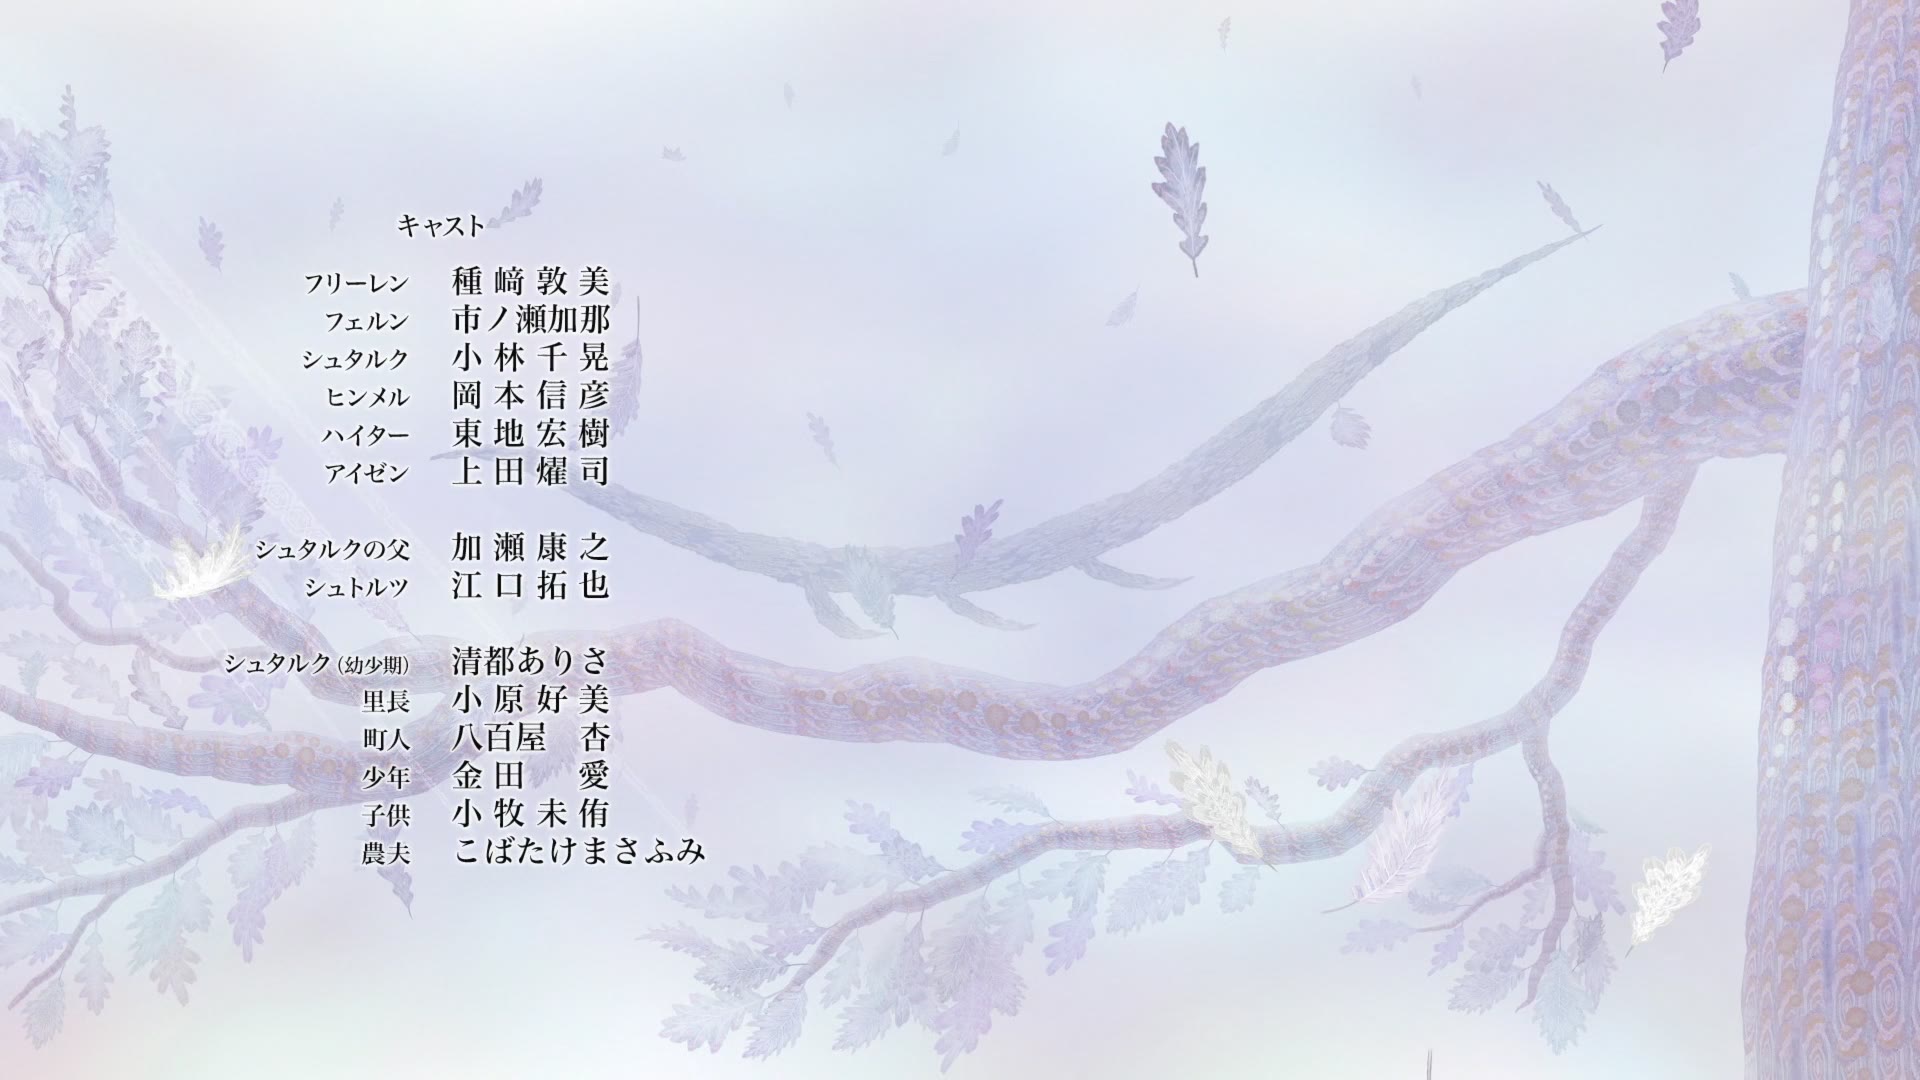 キャスト
フリーレン 種﨑敦美
フェルン 市ノ瀬加那
シュタルク 小林千晃
ヒンメル 岡本信彦
ハイター 東地宏樹
アイゼン 上田燿司
シュタルクの父 加瀬康之
シュトルツ 江口拓也
シュタルク(幼少期) 清都ありさ
里長 小原好美
町人 八百屋 杏
少年 金田 愛
子供 小牧未侑
農夫 こばたけまさふみ